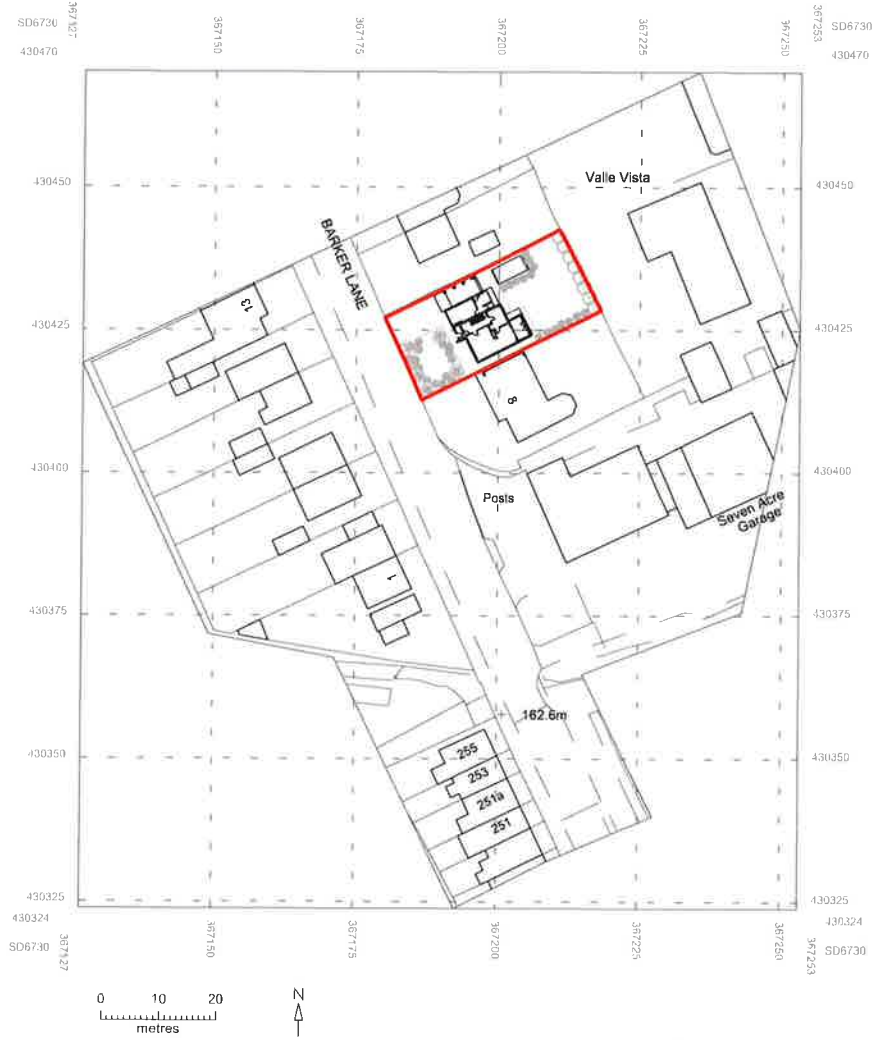 367127
367150
367175
367200
367225
367250
367253
SD6730
SD6730
430470
430470
430450
430450
Valle Vista
BARKER LANE
13
430425
430425
8
430400
430400
Posts
Seven Acre
Garage
1
430375
430375
162.6m
430350
430350
255
253
251a
251
430325
430325
430324
430324
SD6730
SD6730
367127
367150
367175
367200
367225
367250
367253
0 10 20
metres
N